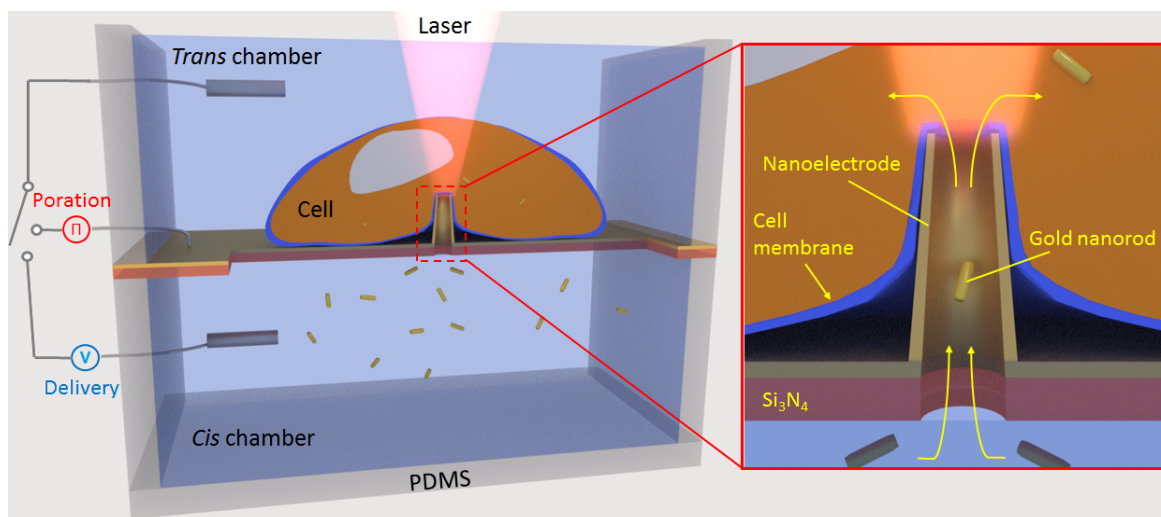 Laser
Trans chamber
Poration
Π
Cell
V
Delivery
Cis chamber
PDMS
Nanoelectrode
Cell
membrane
Gold nanorod
Si₃N₄